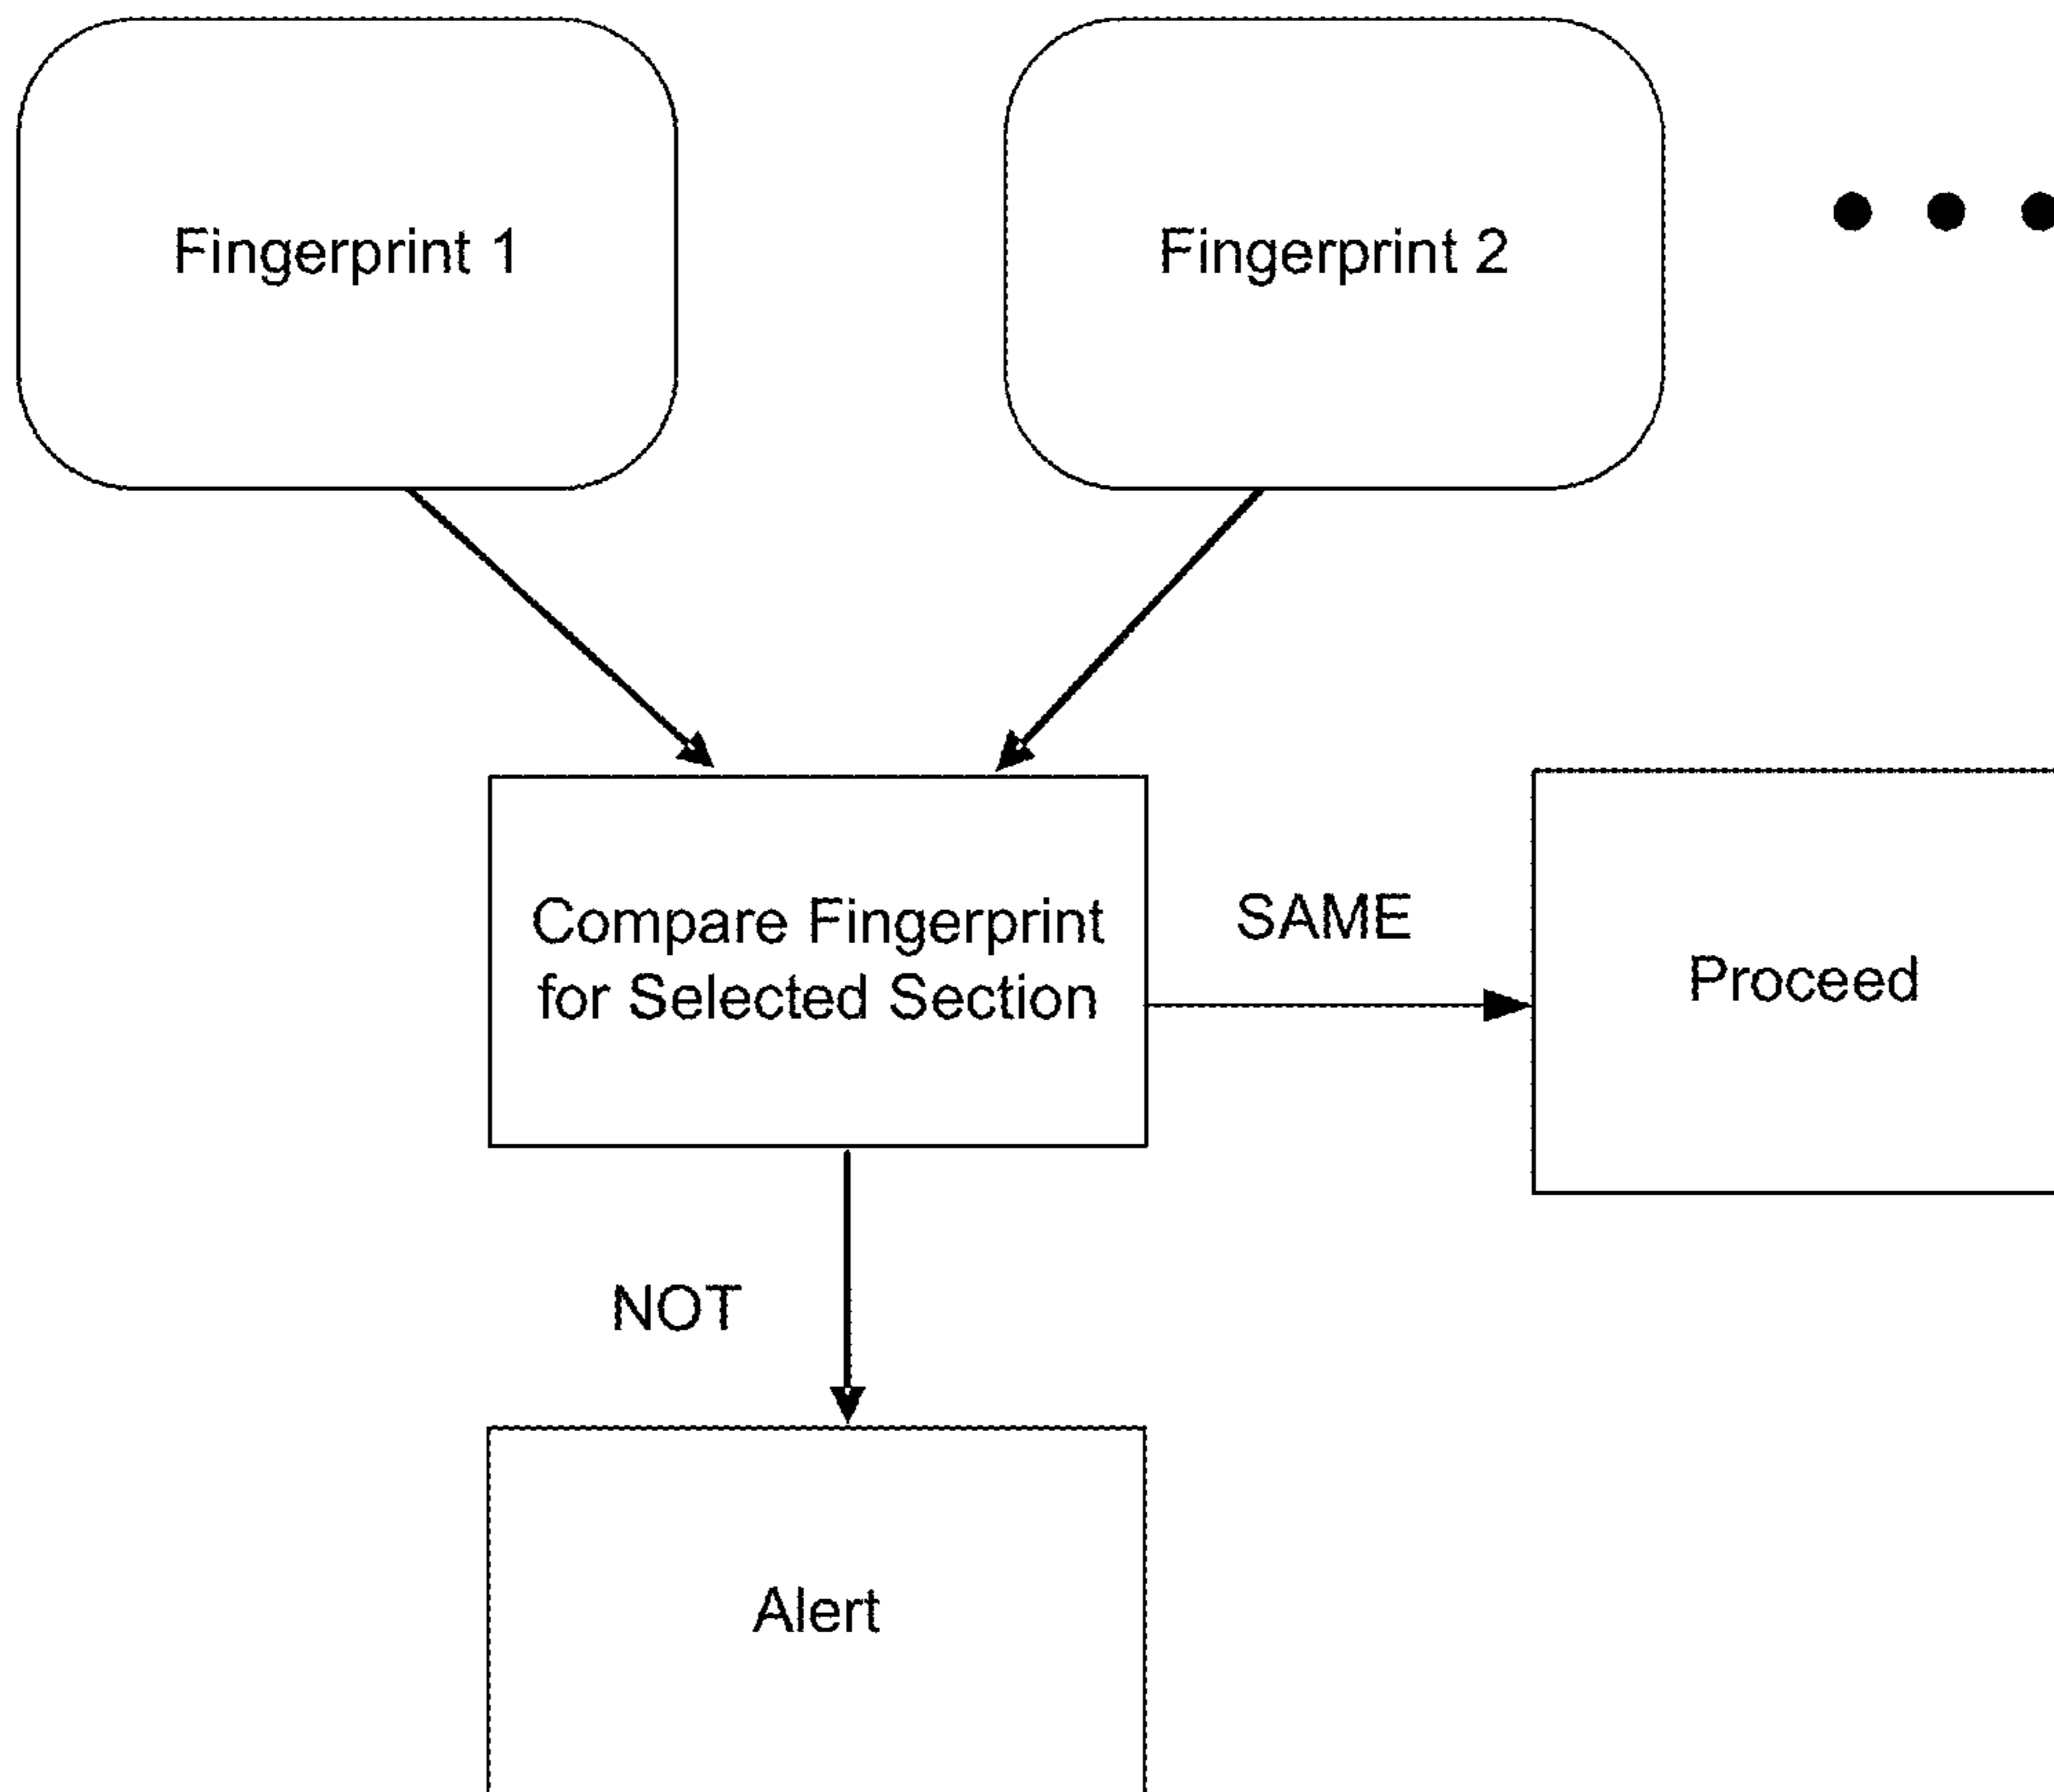 Fingerprint 1
Fingerprint 2
Compare Fingerprint
for Selected Section
SAME
Proceed
NOT
Alert